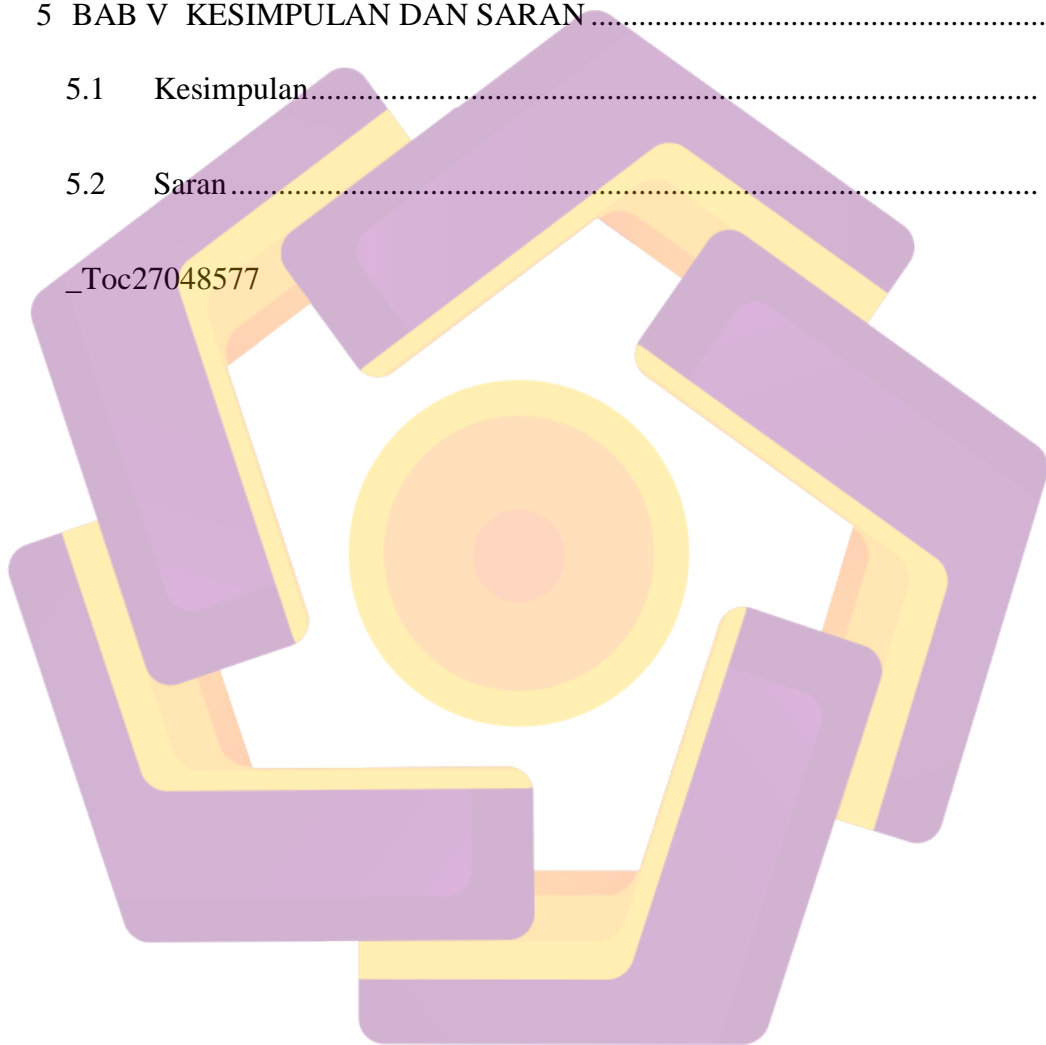 5 BAB V KESIMPULAN DAN SARAN ............................................................
5.1 Kesimpulan...............................................................................................
5.2 Saran .........................................................................................................
_Toc27048577